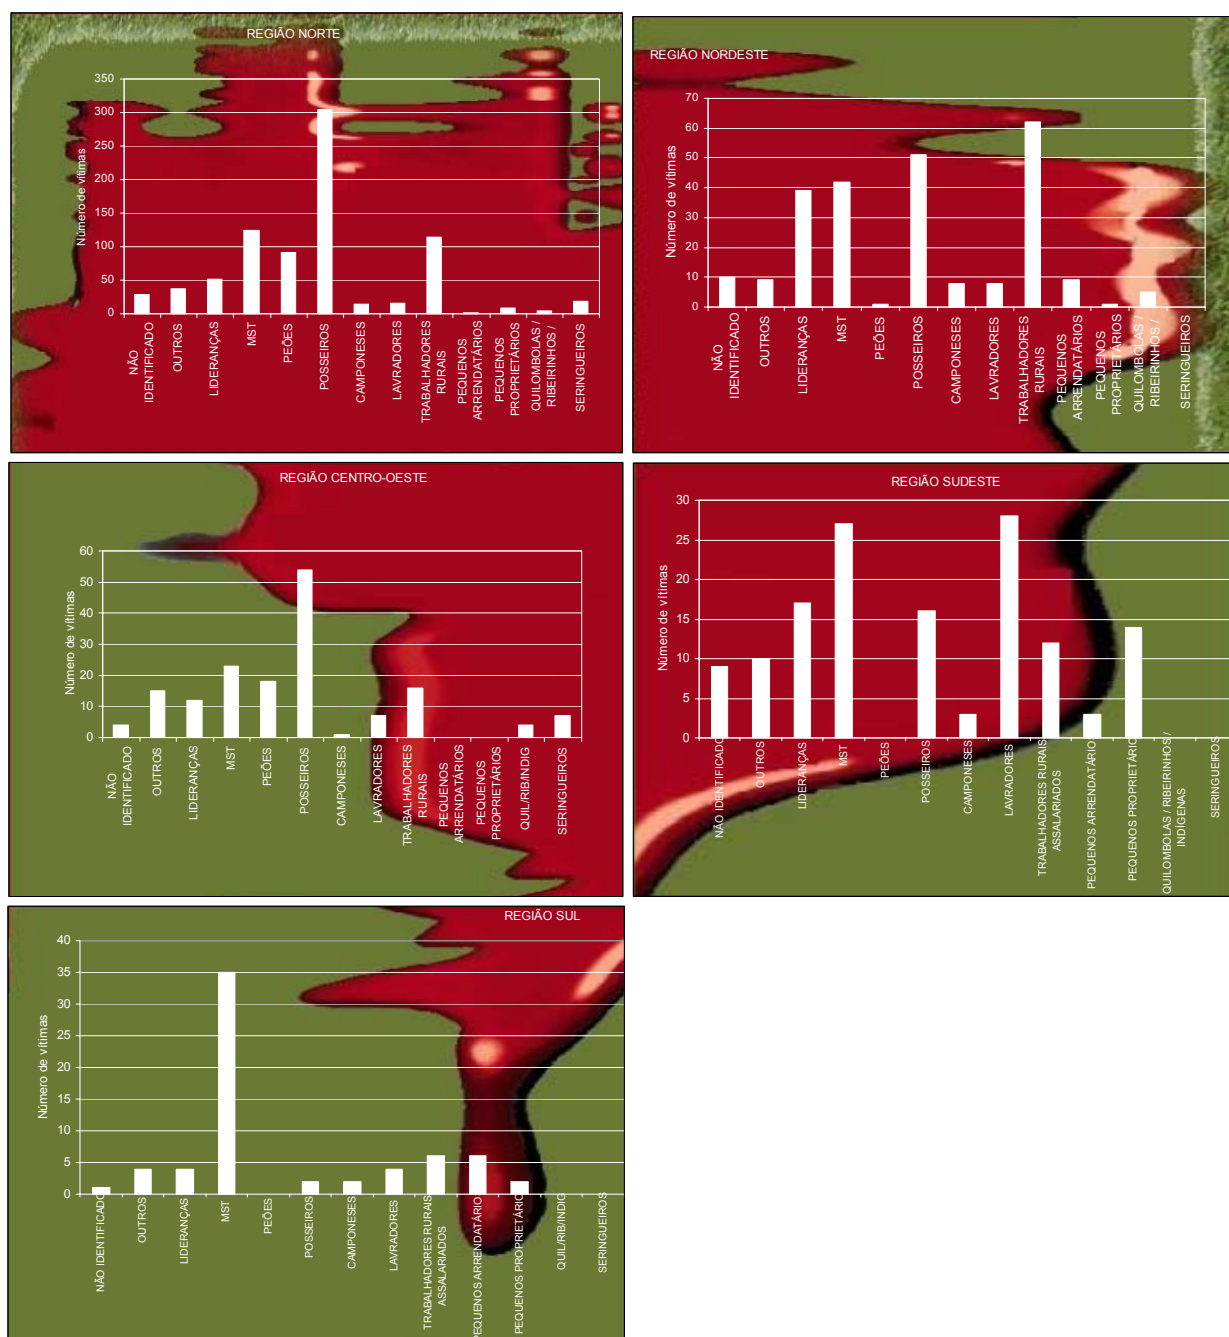 REGIÃO NORTE
350
300
250
200
150
100
50
0
Número de vítimas
NÃO
IDENTIFICADO
OUTROS
LIDERANÇAS
MST
PEÕES
POSSEIROS
CAMPONESES
LAVRADORES
TRABALHADORES
RURAIS
PEQUENOS
ARRENDATÁRIOS
PEQUENOS
PROPRIETÁRIOS
QUILOMBOLAS /
RIBEIRINHOS /
SERINGUEIROS
REGIÃO NORDESTE
70
60
50
40
30
20
10
0
Número de vítimas
NÃO
IDENTIFICADO
OUTROS
LIDERANÇAS
MST
PEÕES
POSSEIROS
CAMPONESES
LAVRADORES
TRABALHADORES
RURAIS
PEQUENOS
ARRENDATÁRIOS
PEQUENOS
PROPRIETÁRIOS
QUILOMBOLAS /
RIBEIRINHOS /
SERINGUEIROS
REGIÃO CENTRO-OESTE
60
50
40
30
20
10
0
Número de vítimas
NÃO
IDENTIFICADO
OUTROS
LIDERANÇAS
MST
PEÕES
POSSEIROS
CAMPONESES
LAVRADORES
TRABALHADORES
RURAIS
PEQUENOS
ARRENDATÁRIOS
PEQUENOS
PROPRIETÁRIOS
QUIL/RIB/INDIG
SERINGUEIROS
REGIÃO SUDESTE
30
25
20
15
10
5
0
Número de vítimas
NÃO IDENTIFICADO
OUTROS
LIDERANÇAS
MST
PEÕES
POSSEIROS
CAMPONESES
LAVRADORES
TRABALHADORES RURAIS
ASSALARIADOS
PEQUENOS ARRENDATÁRIO
PEQUENOS PROPRIETÁRIO
QUILOMBOLAS / RIBEIRINHOS /
INDÍGENAS
SERINGUEIROS
REGIÃO SUL
40
35
30
25
20
15
10
5
0
Número de vítimas
NÃO IDENTIFICADO
OUTROS
LIDERANÇAS
MST
PEÕES
POSSEIROS
CAMPONESES
LAVRADORES
TRABALHADORES RURAIS
ASSALARIADOS
PEQUENOS ARRENDATÁRIO
PEQUENOS PROPRIETÁRIO
QUIL/RIB/INDIG
SERINGUEIROS